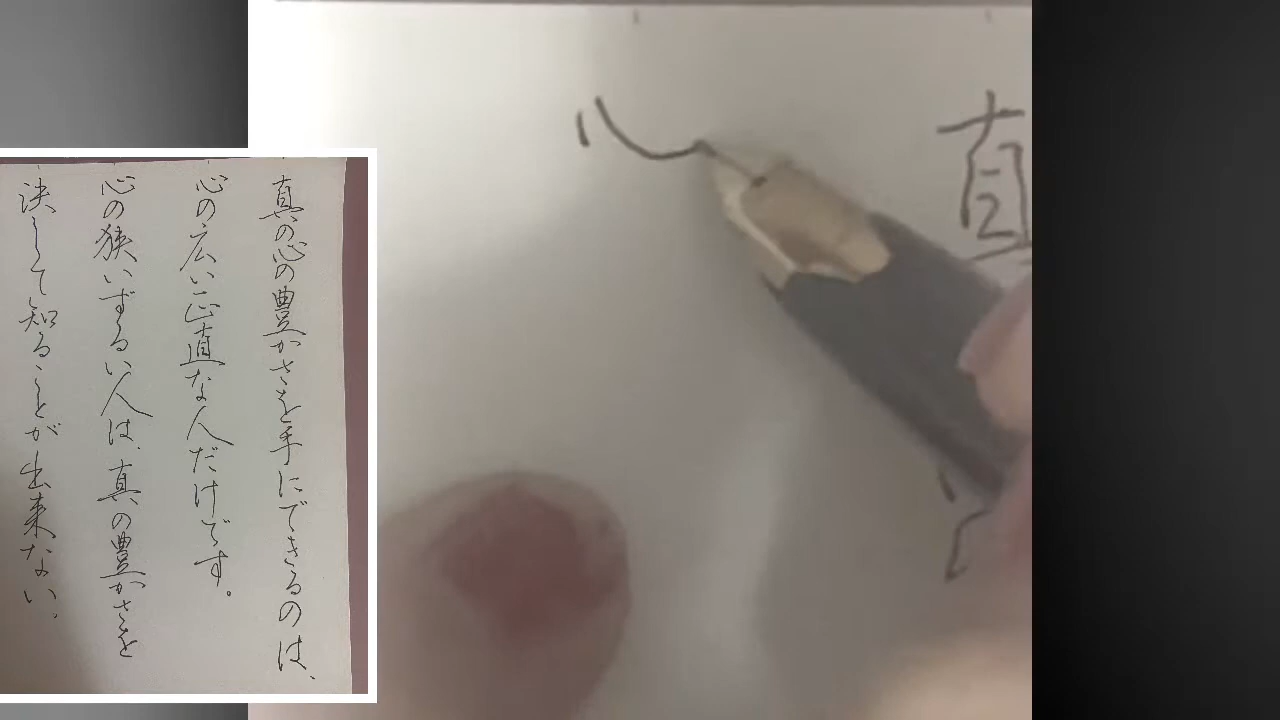 真の心の豊かさを手にできるのは、
心の広い正直な人だけです。
心の狭いずるい人は、真の豊かさを
決して知ることが出来ない.
真